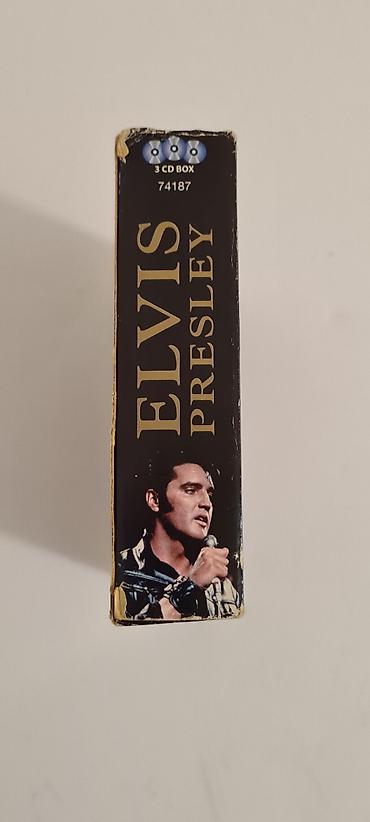 3 CD BOX
74187
ELVIS
PRESLEY